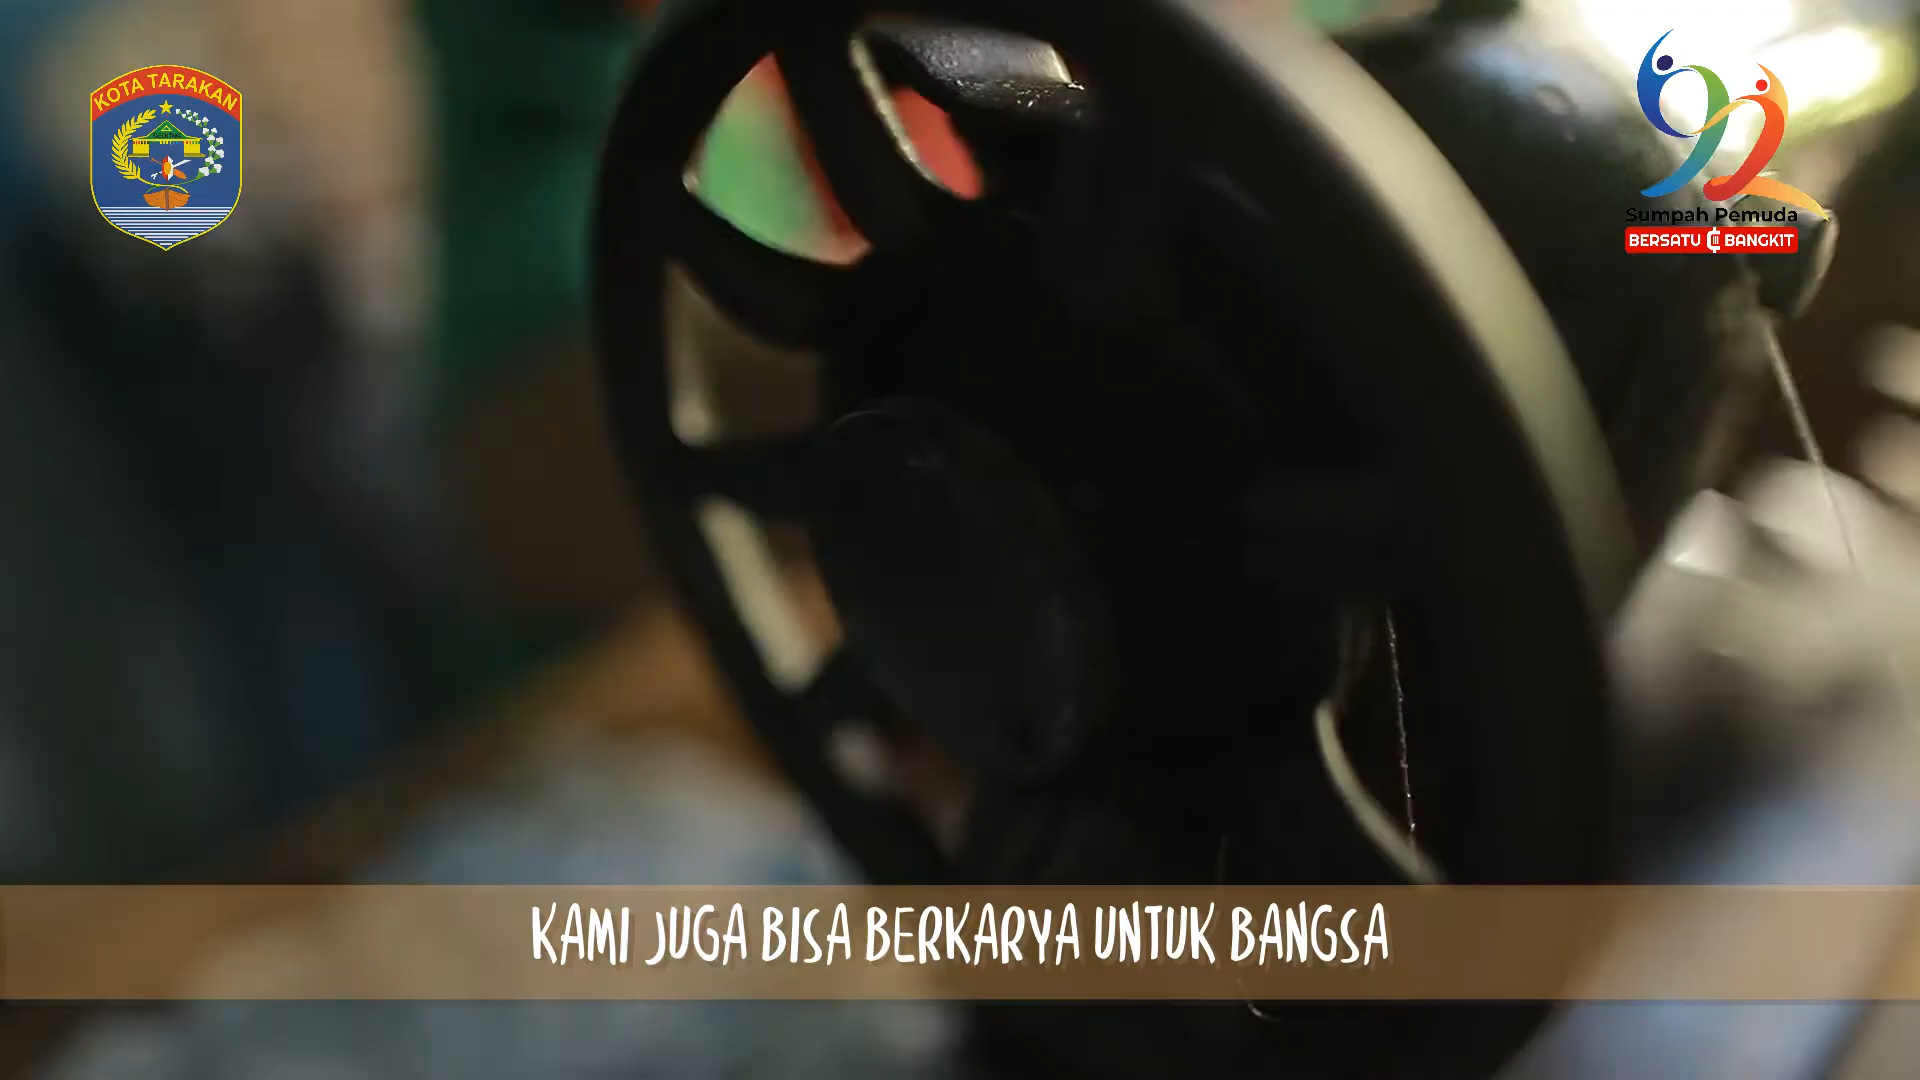 KOTA TARAKAN
Sumpah Pemuda
BERSATU & BANGKIT
KAMI JUGA BISA BERKARYA UNTUK BANGSA